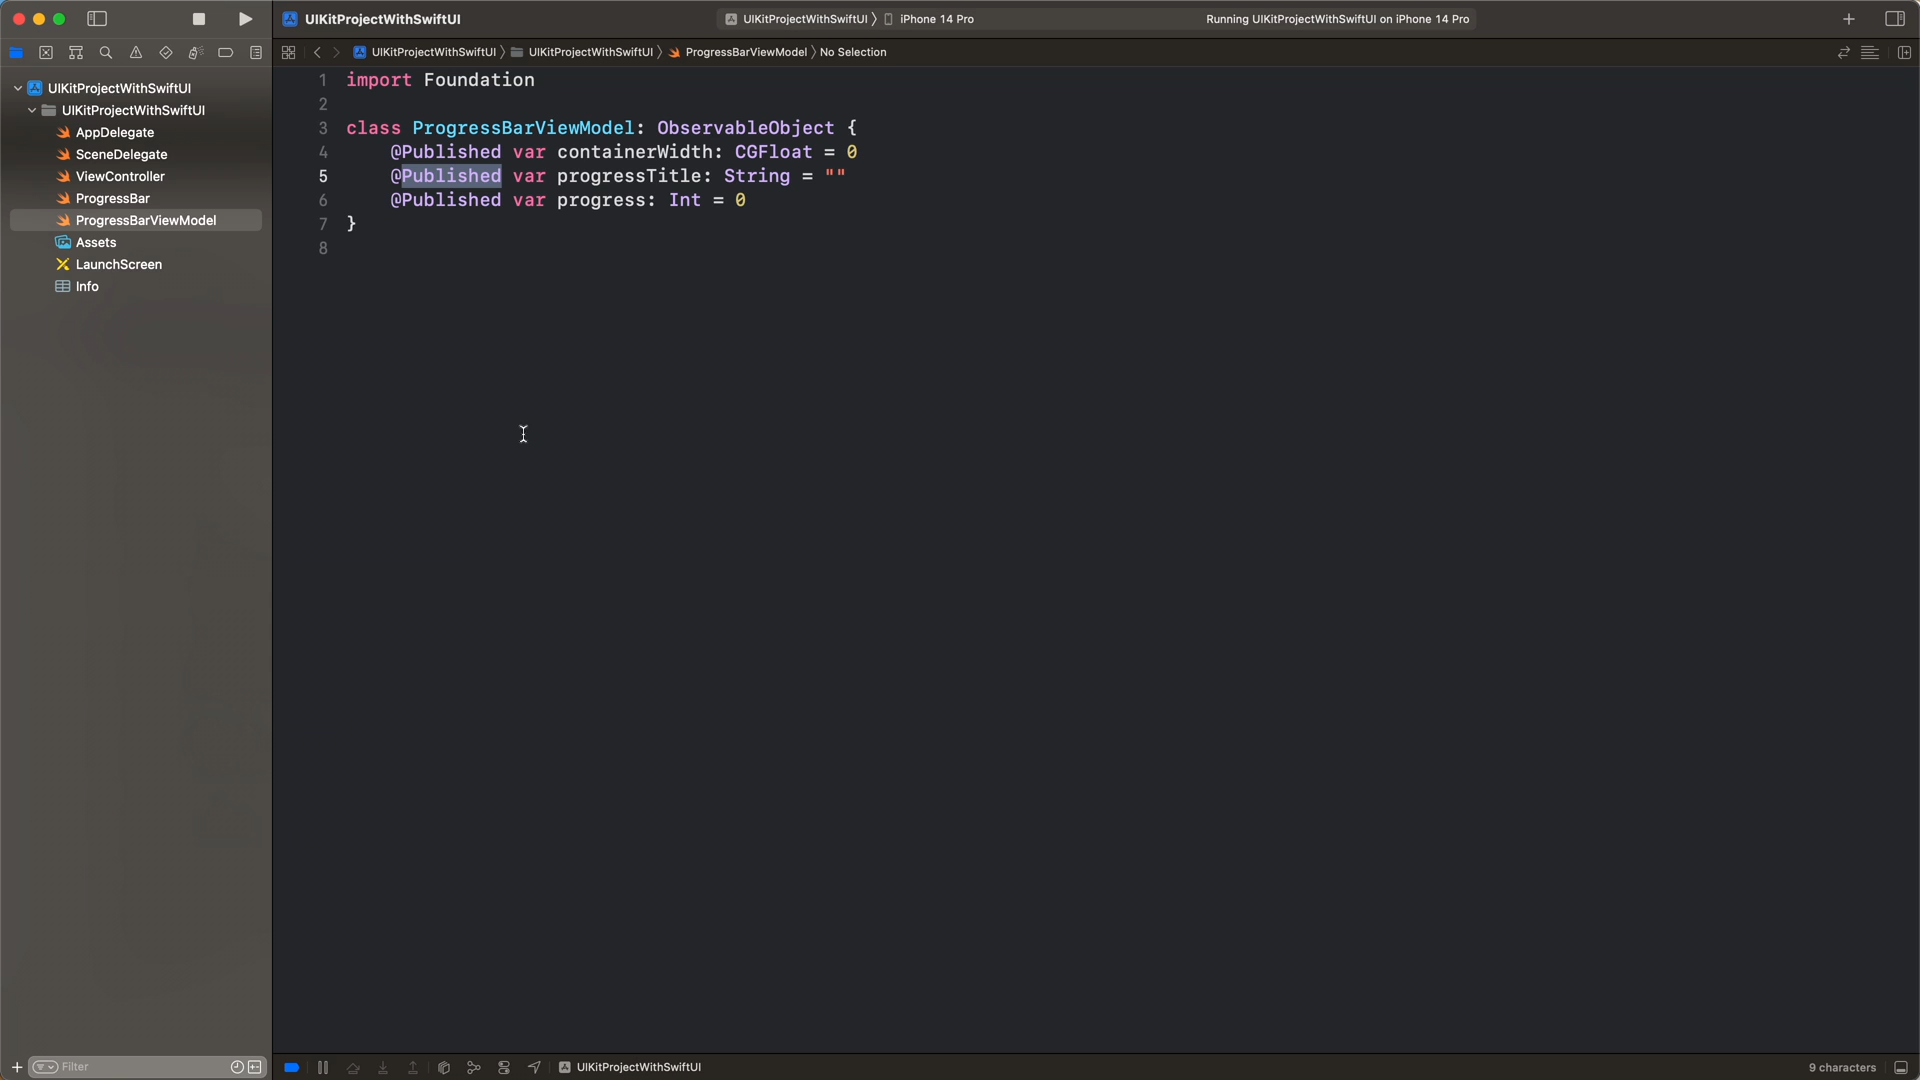 UIKitProjectWithSwiftUI
UIKitProjectWithSwiftUI 〉 iPhone 14 Pro
Running UIKitProjectWithSwiftUI on iPhone 14 Pro
UIKitProjectWithSwiftUI 〉 UIKitProjectWithSwiftUI 〉 ProgressBarViewModel 〉 No Selection
UIKitProjectWithSwiftUI
UIKitProjectWithSwiftUI
AppDelegate
SceneDelegate
ViewController
ProgressBar
ProgressBarViewModel
Assets
LaunchScreen
Info
1 import Foundation
2
3 class ProgressBarViewModel: ObservableObject {
4 @Published var containerWidth: CGFloat = 0
5 @Published var progressTitle: String = ""
6 @Published var progress: Int = 0
7 }
8
Filter
UIKitProjectWithSwiftUI
9 characters